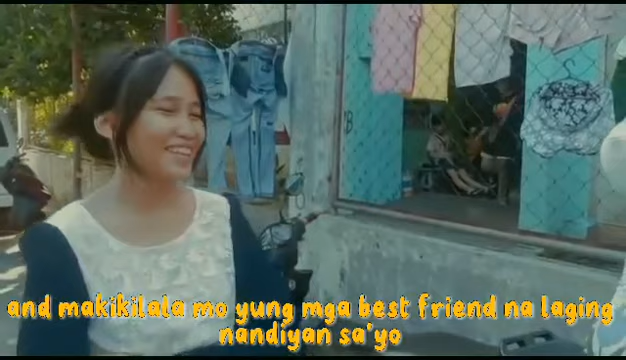 and makikilala mo yung mga best friend na laging
nandiyan sa'yo